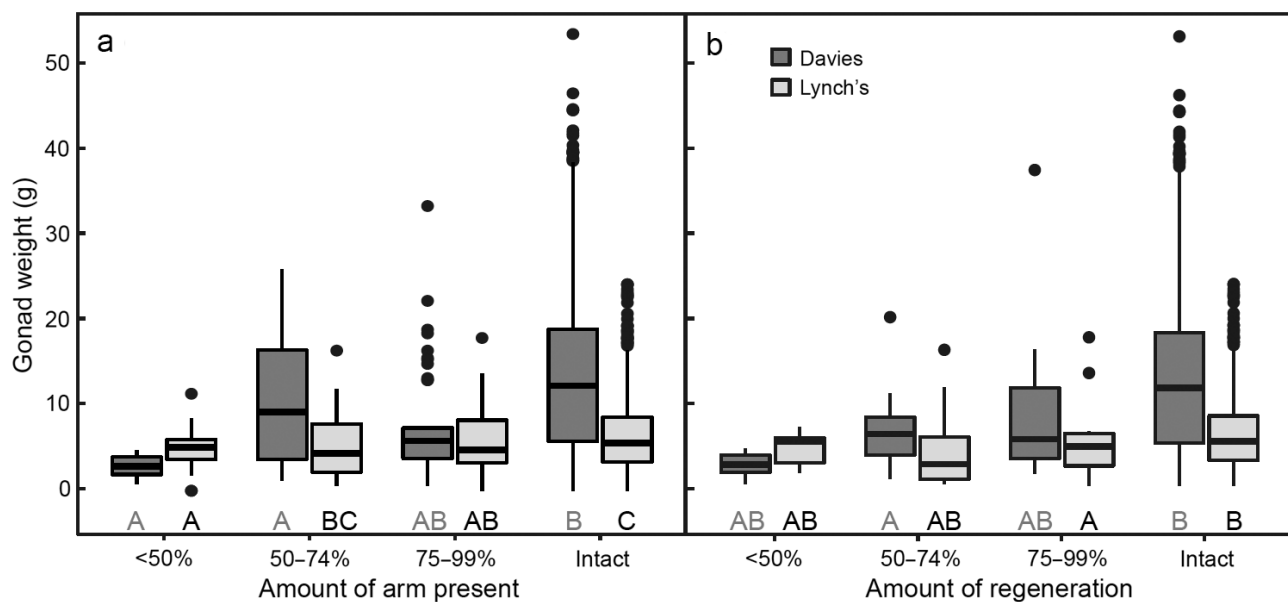 a
b
Davies
Lynch's
50
40
30
20
10
0
Gonad weight (g)
A A A BC AB AB B C
AB AB A AB AB A B B
<50% 50–74% 75–99% Intact
<50% 50–74% 75–99% Intact
Amount of arm present
Amount of regeneration